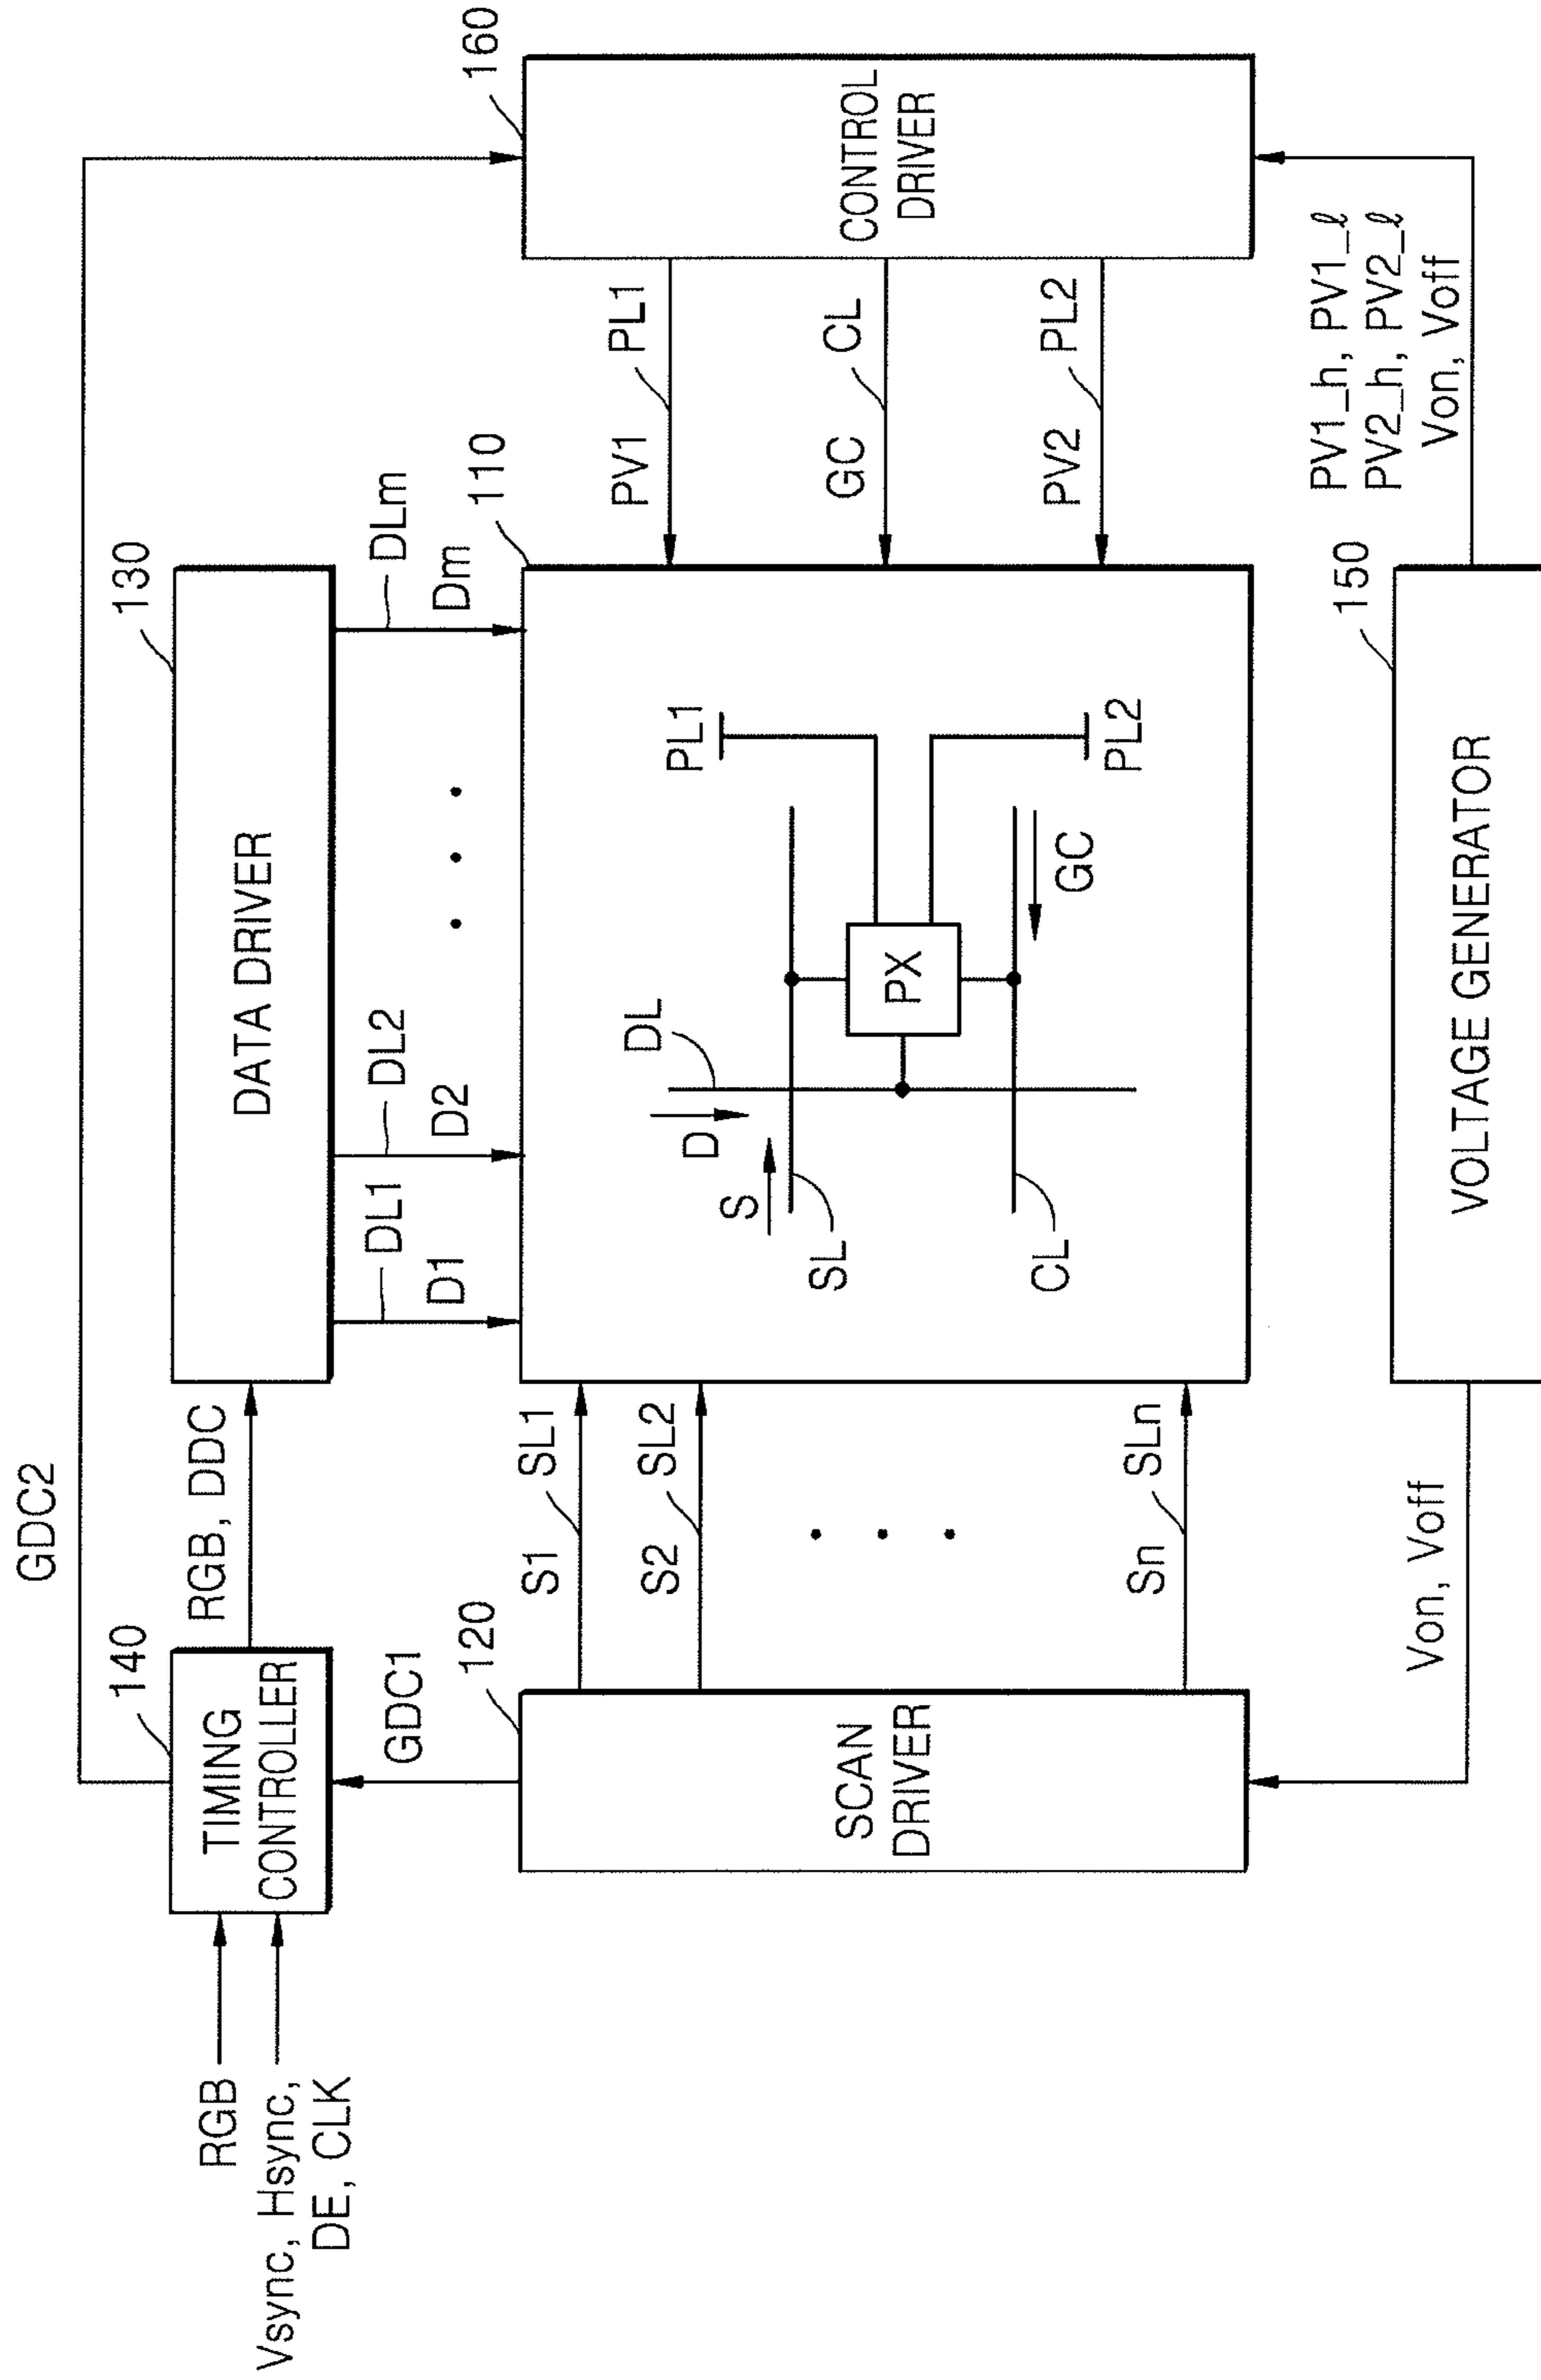 GDC2
160
130
140
RGB, DDC
DATA DRIVER
TIMING
CONTROLLER
RGB
Vsync, Hsync,
DE, CLK
GDC1
120
DL1
D1
DL2
D2
DLm
Dm
110
SCAN
DRIVER
S1
SL1
S2
SL2
Sn
SLn
S
D
DL
SL
CL
PX
GC
PL1
PL2
PV1
PL1
GC
CL
PV2
PL2
CONTROL
DRIVER
Von, Voff
150
VOLTAGE GENERATOR
PV1_h, PV1_ℓ
PV2_h, PV2_ℓ
Von, Voff